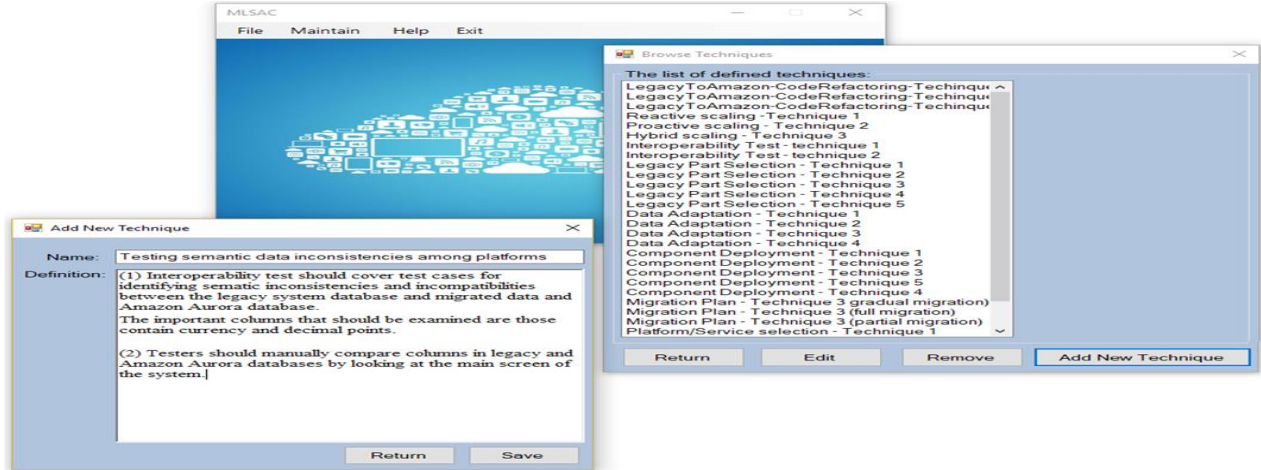 MLSAC
File Maintain Help Exit
Browse Techniques
The list of defined techniques:
LegacyToAmazon-CodeRefactoring-Techinque
LegacyToAmazon-CodeRefactoring-Techinque
LegacyToAmazon-CodeRefactoring-Techinque
Reactive scaling - Technique 1
Proactive scaling - Technique 2
Hybrid scaling - Technique 3
Interoperability Test - technique 1
Interoperability Test - technique 2
Legacy Part Selection - Technique 1
Legacy Part Selection - Technique 2
Legacy Part Selection - Technique 3
Legacy Part Selection - Technique 4
Legacy Part Selection - Technique 5
Data Adaptation - Technique 1
Data Adaptation - Technique 2
Data Adaptation - Technique 3
Data Adaptation - Technique 4
Component Deployment - Technique 1
Component Deployment - Technique 2
Component Deployment - Technique 3
Component Deployment - Technique 5
Component Deployment - Technique 4
Migration Plan - Technique 3 gradual migration)
Migration Plan - Technique 3 (full migration)
Migration Plan - Technique 3 (partial migration)
Platform/Service selection - Technique 1
Return Edit Remove Add New Technique
Add New Technique
Name: Testing semantic data inconsistencies among platforms
Definition: (1) Interoperability test should cover test cases for
identifying sematic inconsistencies and incompatibilities
between the legacy system database and migrated data and
Amazon Aurora database.
The important columns that should be examined are those
contain currency and decimal points.
(2) Testers should manually compare columns in legacy and
Amazon Aurora databases by looking at the main screen of
the system.
Return Save